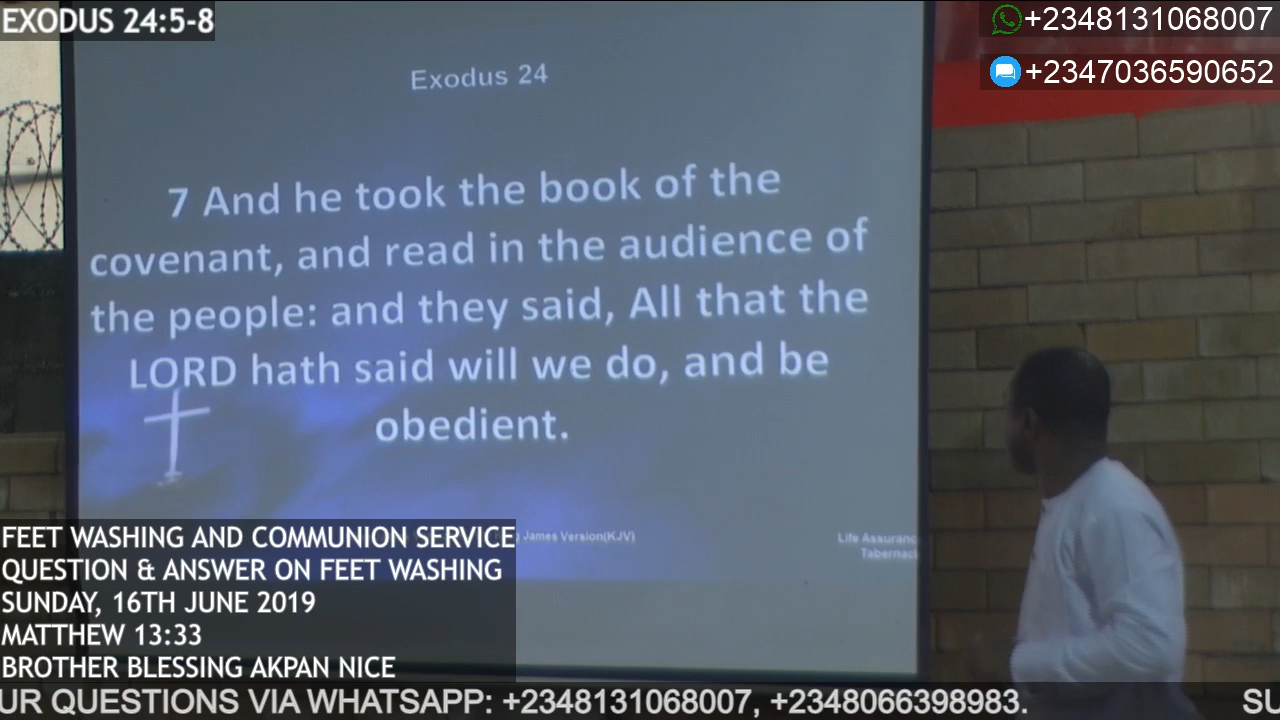 EXODUS 24:5-8
+2348131068007
+2347036590652
Exodus 24
7 And he took the book of the
covenant, and read in the audience of
the people: and they said, All that the
LORD hath said will we do, and be
obedient.
James Version(KJV)
Life Assuranc
Tabernac
FEET WASHING AND COMMUNION SERVICE
QUESTION & ANSWER ON FEET WASHING
SUNDAY, 16TH JUNE 2019
MATTHEW 13:33
BROTHER BLESSING AKPAN NICE
UR QUESTIONS VIA WHATSAPP: +2348131068007, +2348066398983.
SU